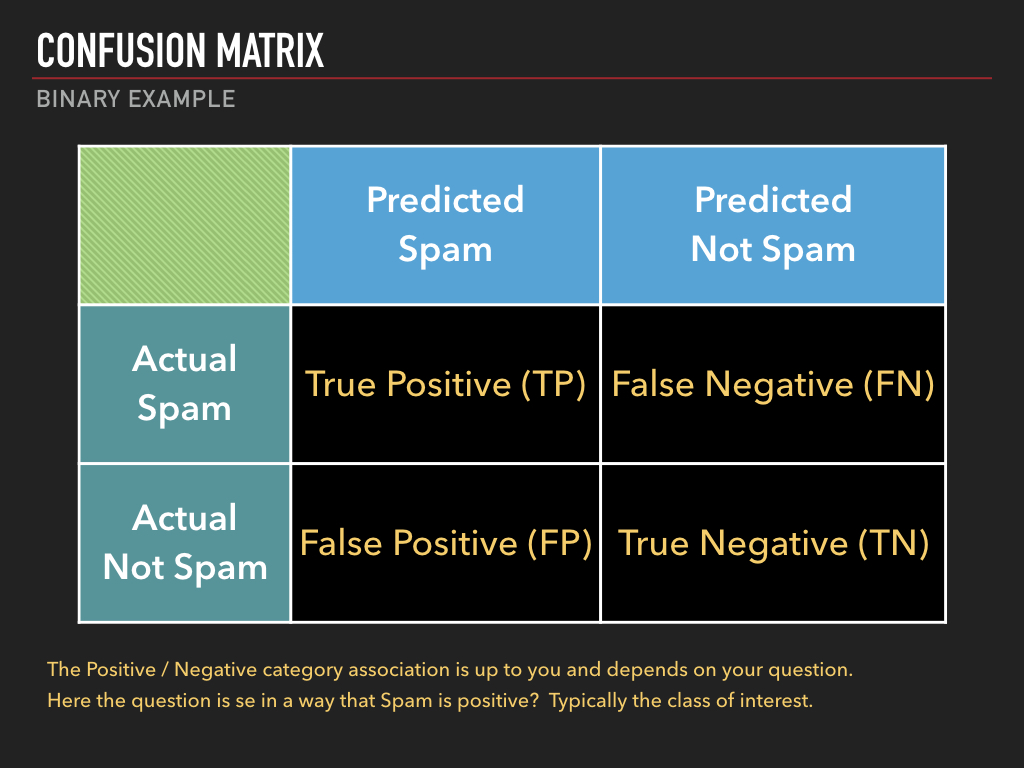 CONFUSION MATRIX
BINARY EXAMPLE
Predicted
Spam
Predicted
Not Spam
Actual
Spam
True Positive (TP)
False Negative (FN)
Actual
Not Spam
False Positive (FP)
True Negative (TN)
The Positive / Negative category association is up to you and depends on your question.
Here the question is se in a way that Spam is positive?  Typically the class of interest.